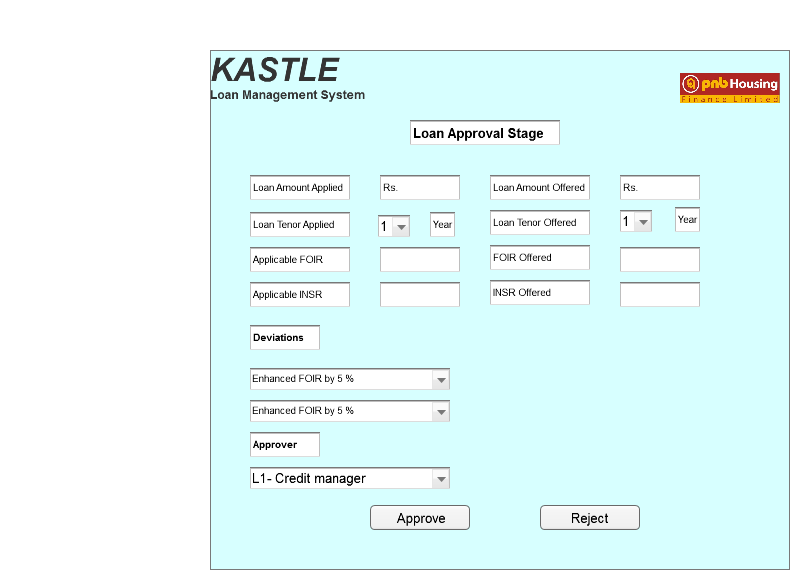 KASTLE
Loan Management System
pnb Housing
Finance Limited
Loan Approval Stage
Loan Amount Applied Rs. Loan Amount Offered Rs.
Loan Tenor Applied 1 Year Loan Tenor Offered 1 Year
Applicable FOIR FOIR Offered
Applicable INSR INSR Offered
Deviations
Enhanced FOIR by 5 %
Enhanced FOIR by 5 %
Approver
L1- Credit manager
Approve Reject